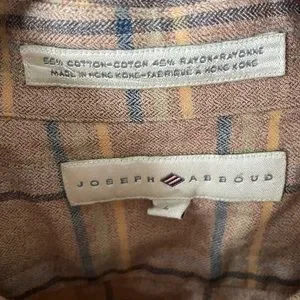 55% COTTON-COTON 45% RAYON-RAYONNE
MADE IN HONG KONG-FABRIQUÉ À HONG KONG
JOSEPH ABBOUD